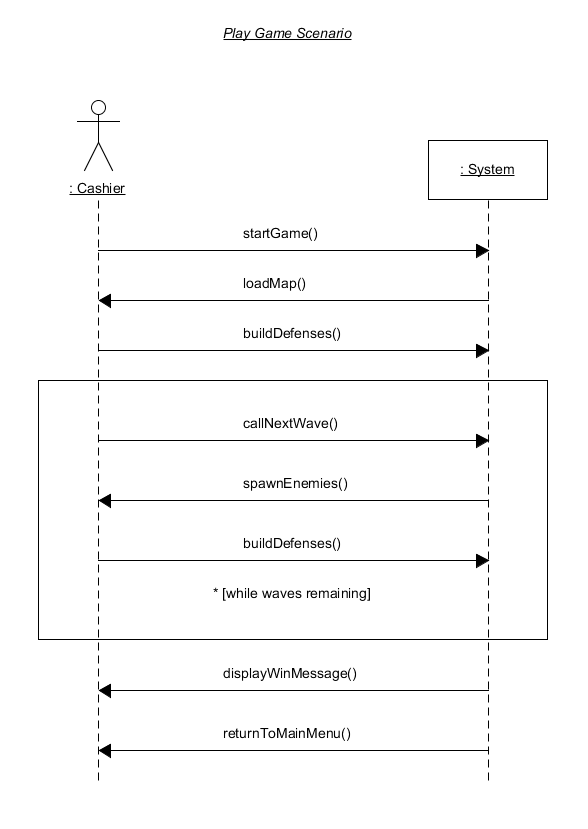 Play Game Scenario
: Cashier
: System
startGame()
loadMap()
buildDefenses()
callNextWave()
spawnEnemies()
buildDefenses()
* [while waves remaining]
displayWinMessage()
returnToMainMenu()